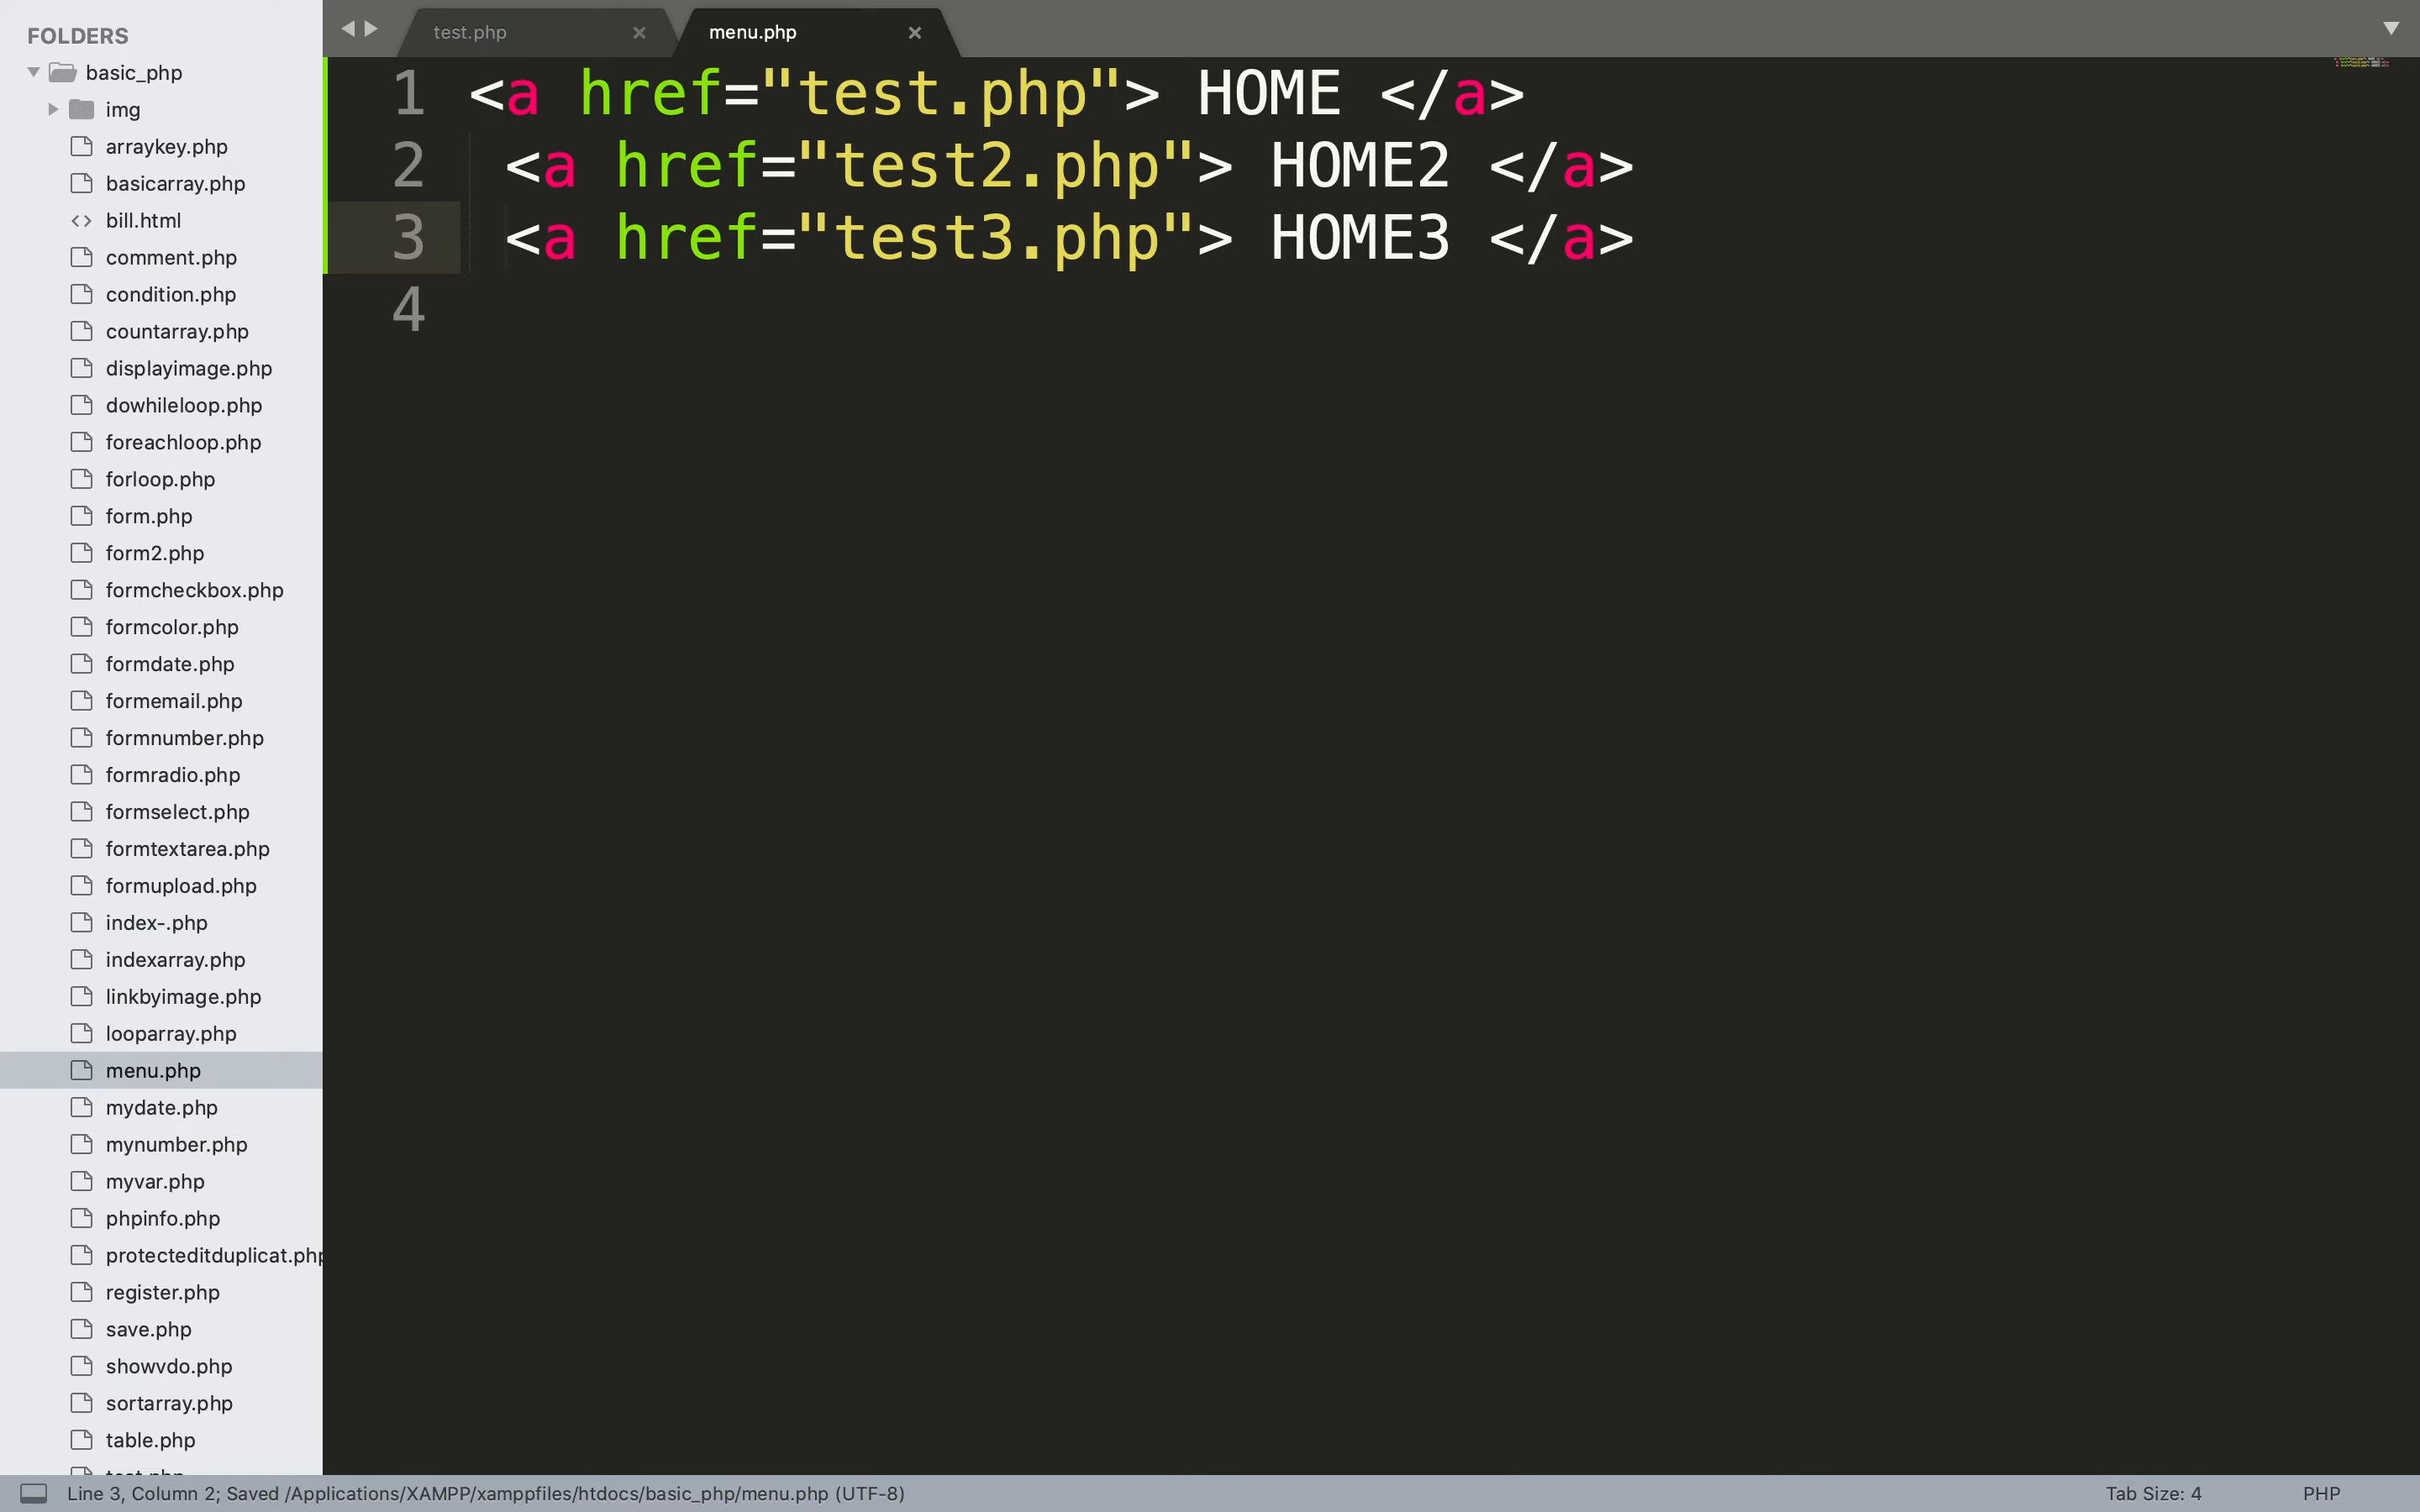 FOLDERS
basic_php
img
arraykey.php
basicarray.php
bill.html
comment.php
condition.php
countarray.php
displayimage.php
dowhileloop.php
foreachloop.php
forloop.php
form.php
form2.php
formcheckbox.php
formcolor.php
formdate.php
formemail.php
formnumber.php
formradio.php
formselect.php
formtextarea.php
formupload.php
index-.php
indexarray.php
linkbyimage.php
looparray.php
menu.php
mydate.php
mynumber.php
myvar.php
phpinfo.php
protecteditduplicat.php
register.php
save.php
showvdo.php
sortarray.php
table.php
test.php
test.php menu.php
1 <a href="test.php"> HOME </a>
2 <a href="test2.php"> HOME2 </a>
3 <a href="test3.php"> HOME3 </a>
4
Line 3, Column 2; Saved /Applications/XAMPP/xamppfiles/htdocs/basic_php/menu.php (UTF-8) Tab Size: 4 PHP